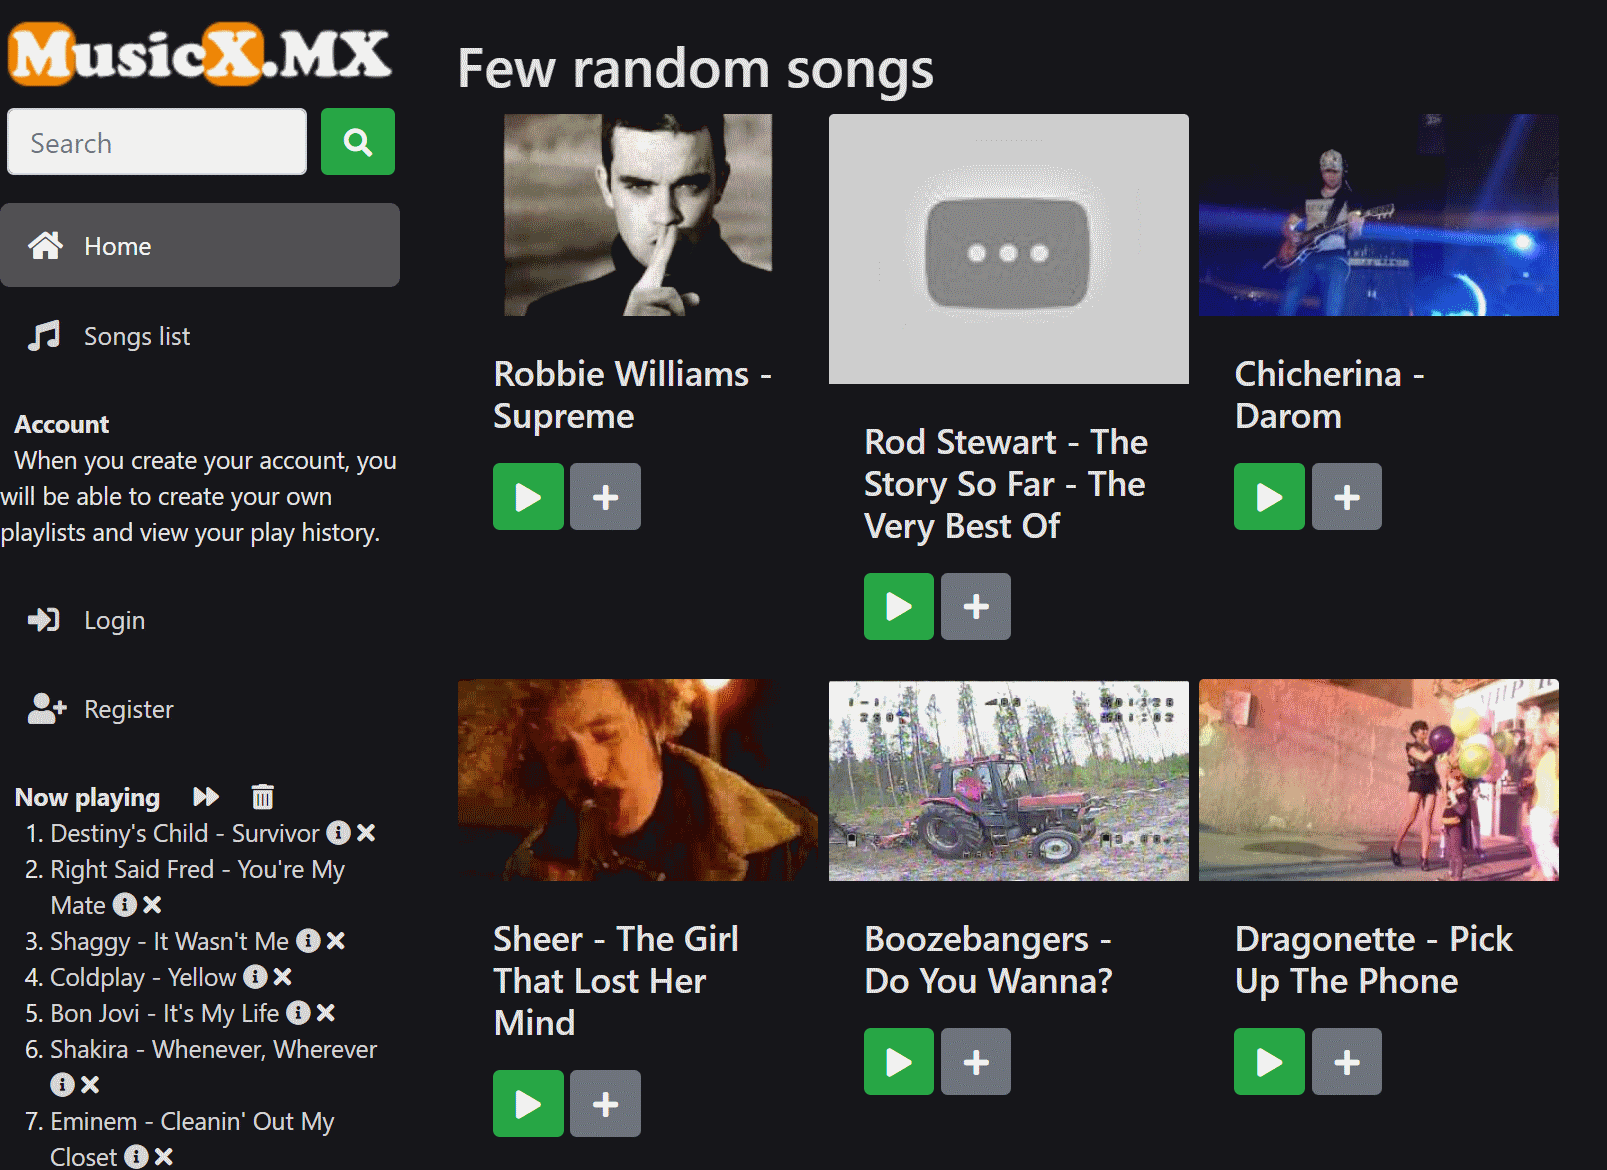 MusicX.MX
Search
Home
Songs list
Account
When you create your account, you
will be able to create your own
playlists and view your play history.
Login
Register
Now playing
1. Destiny's Child - Survivor
2. Right Said Fred - You're My
Mate
3. Shaggy - It Wasn't Me
4. Coldplay - Yellow
5. Bon Jovi - It's My Life
6. Shakira - Whenever, Wherever
7. Eminem - Cleanin' Out My
Closet
Few random songs
Robbie Williams -
Supreme
Rod Stewart - The
Story So Far - The
Very Best Of
Chicherina -
Darom
Sheer - The Girl
That Lost Her
Mind
Boozebangers -
Do You Wanna?
Dragonette - Pick
Up The Phone